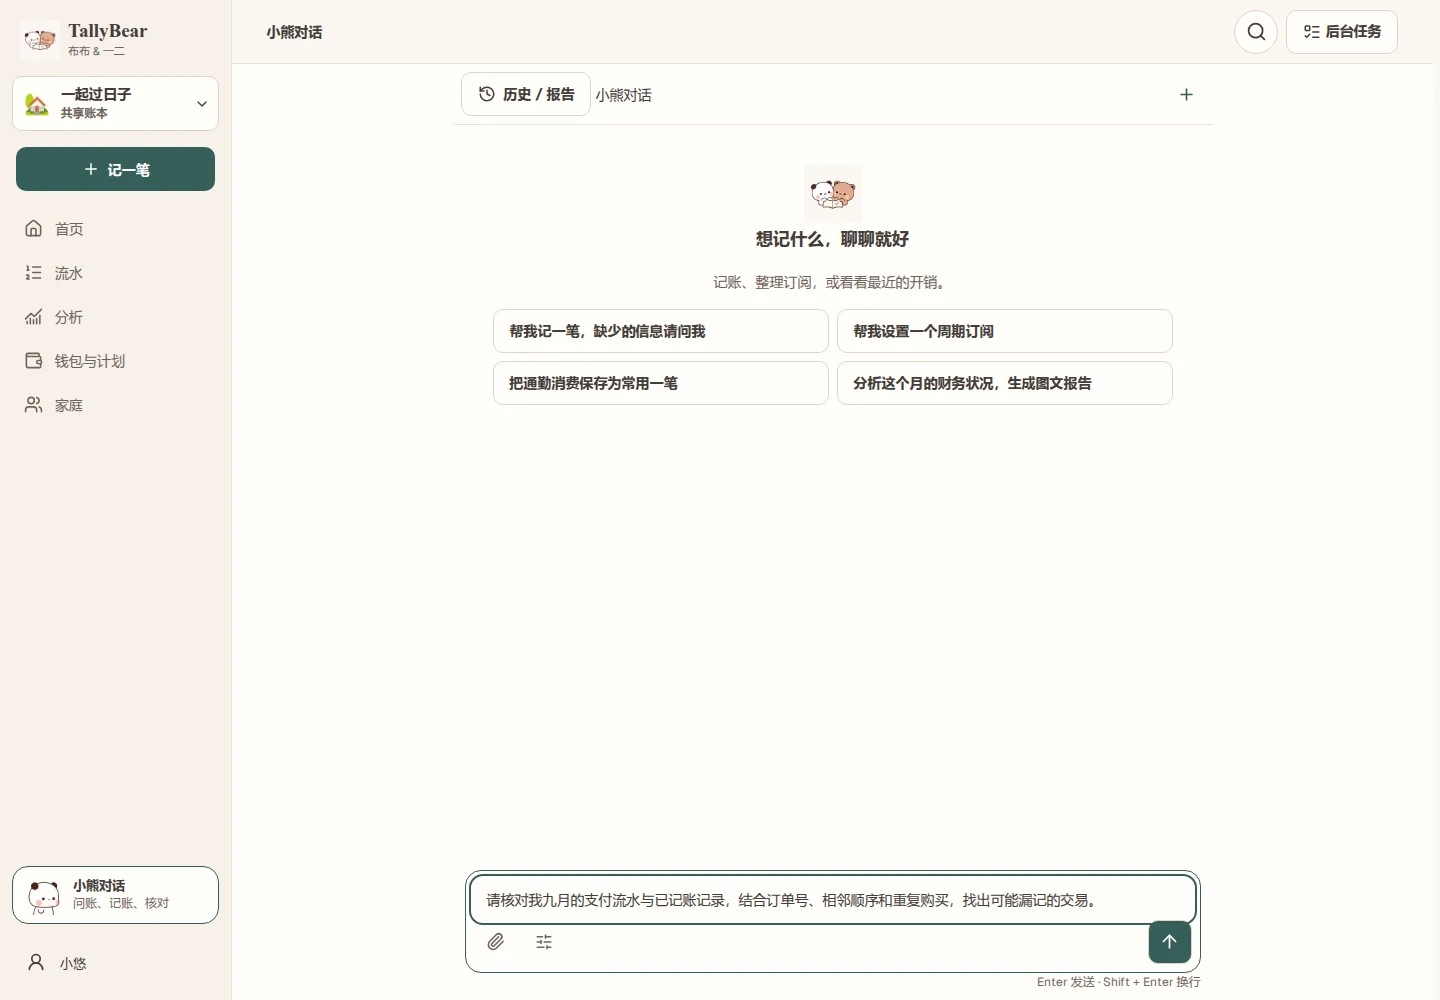 TallyBear
布布 & 一二
一起过日子
共享账本
记一笔
首页
流水
分析
钱包与计划
家庭
小熊对话
问账、记账、核对
小悠
小熊对话
后台任务
历史 / 报告
小熊对话
想记什么，聊聊就好
记账、整理订阅，或看看最近的开销。
帮我记一笔，缺少的信息请问我
帮我设置一个周期订阅
把通勤消费保存为常用一笔
分析这个月的财务状况，生成图文报告
请核对我九月的支付流水与已记账记录，结合订单号、相邻顺序和重复购买，找出可能漏记的交易。
Enter 发送 · Shift + Enter 换行